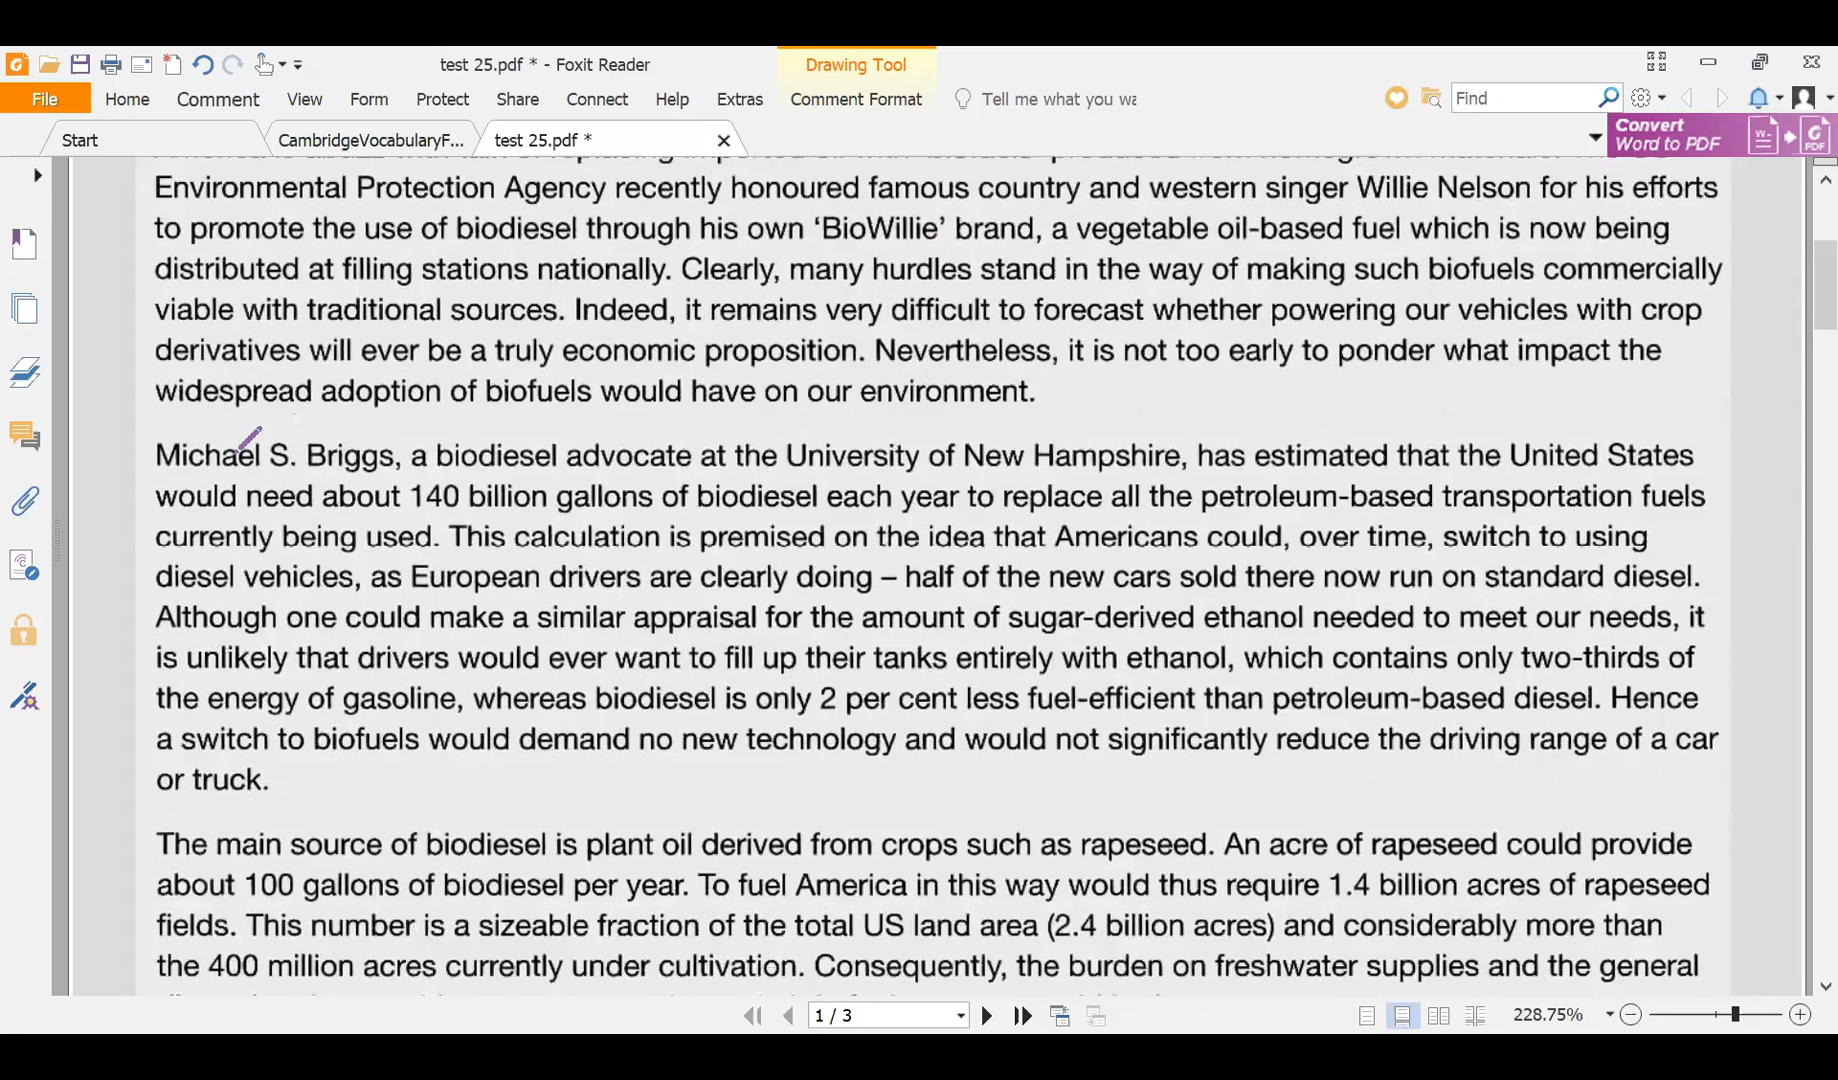 test 25.pdf * - Foxit Reader
Drawing Tool
File
Home
Comment
View
Form
Protect
Share
Connect
Help
Extras
Comment Format
Tell me what you wa
Find
Start
CambridgeVocabularyF...
test 25.pdf *
Convert
Word to PDF
Environmental Protection Agency recently honoured famous country and western singer Willie Nelson for his efforts
to promote the use of biodiesel through his own ‘BioWillie’ brand, a vegetable oil-based fuel which is now being
distributed at filling stations nationally. Clearly, many hurdles stand in the way of making such biofuels commercially
viable with traditional sources. Indeed, it remains very difficult to forecast whether powering our vehicles with crop
derivatives will ever be a truly economic proposition. Nevertheless, it is not too early to ponder what impact the
widespread adoption of biofuels would have on our environment.
Michael S. Briggs, a biodiesel advocate at the University of New Hampshire, has estimated that the United States
would need about 140 billion gallons of biodiesel each year to replace all the petroleum-based transportation fuels
currently being used. This calculation is premised on the idea that Americans could, over time, switch to using
diesel vehicles, as European drivers are clearly doing – half of the new cars sold there now run on standard diesel.
Although one could make a similar appraisal for the amount of sugar-derived ethanol needed to meet our needs, it
is unlikely that drivers would ever want to fill up their tanks entirely with ethanol, which contains only two-thirds of
the energy of gasoline, whereas biodiesel is only 2 per cent less fuel-efficient than petroleum-based diesel. Hence
a switch to biofuels would demand no new technology and would not significantly reduce the driving range of a car
or truck.
The main source of biodiesel is plant oil derived from crops such as rapeseed. An acre of rapeseed could provide
about 100 gallons of biodiesel per year. To fuel America in this way would thus require 1.4 billion acres of rapeseed
fields. This number is a sizeable fraction of the total US land area (2.4 billion acres) and considerably more than
the 400 million acres currently under cultivation. Consequently, the burden on freshwater supplies and the general
1 / 3
228.75%